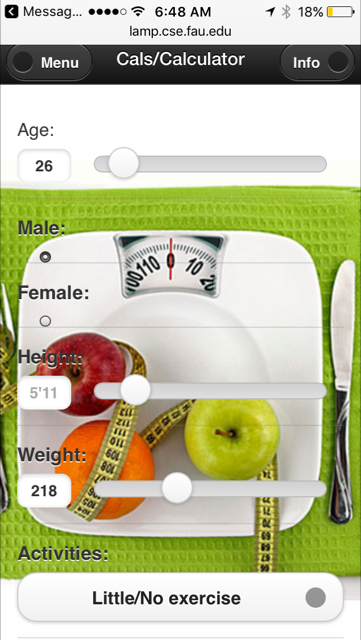 Messag... 6:48 AM 18%
lamp.cse.fau.edu
Menu Cals/Calculator Info
Age:
26
Male:
Female:
Height:
5'11
Weight:
218
Activities:
Little/No exercise